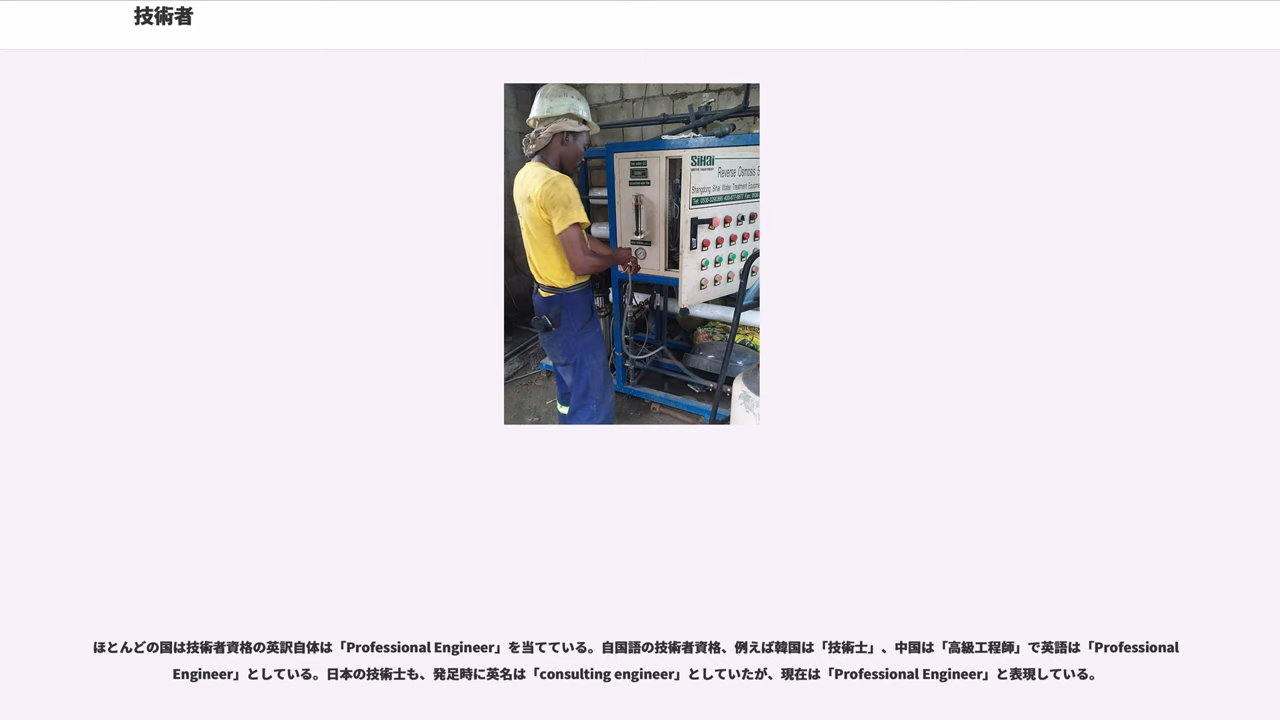 技術者
SiHai
Reverse Osmosis S
Shangdong Sihai Water Treatment Equipme
ほとんどの国は技術者資格の英訳自体は「Professional Engineer」を当てている。自国語の技術者資格、例えば韓国は「技術士」、中国は「高級工程師」で英語は「Professional
Engineer」としている。日本の技術士も、発足時に英名は「consulting engineer」としていたが、現在は「Professional Engineer」と表現している。